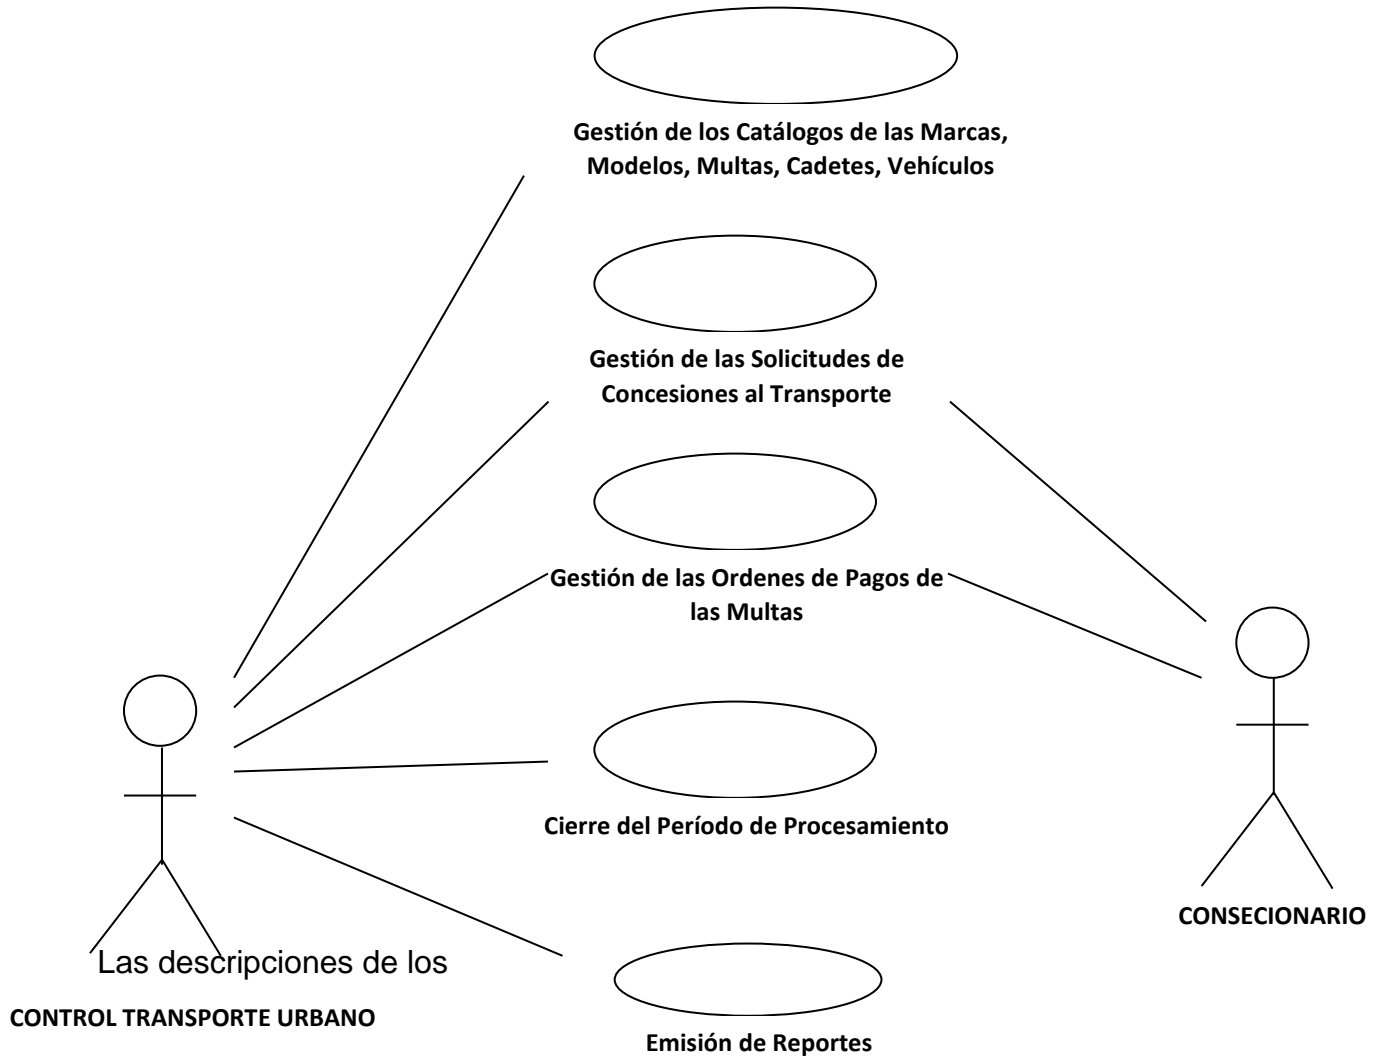 Gestión de los Catálogos de las Marcas,
Modelos, Multas, Cadetes, Vehículos
Gestión de las Solicitudes de
Concesiones al Transporte
Gestión de las Ordenes de Pagos de
las Multas
Cierre del Período de Procesamiento
CONSECIONARIO
Las descripciones de los
CONTROL TRANSPORTE URBANO
Emisión de Reportes